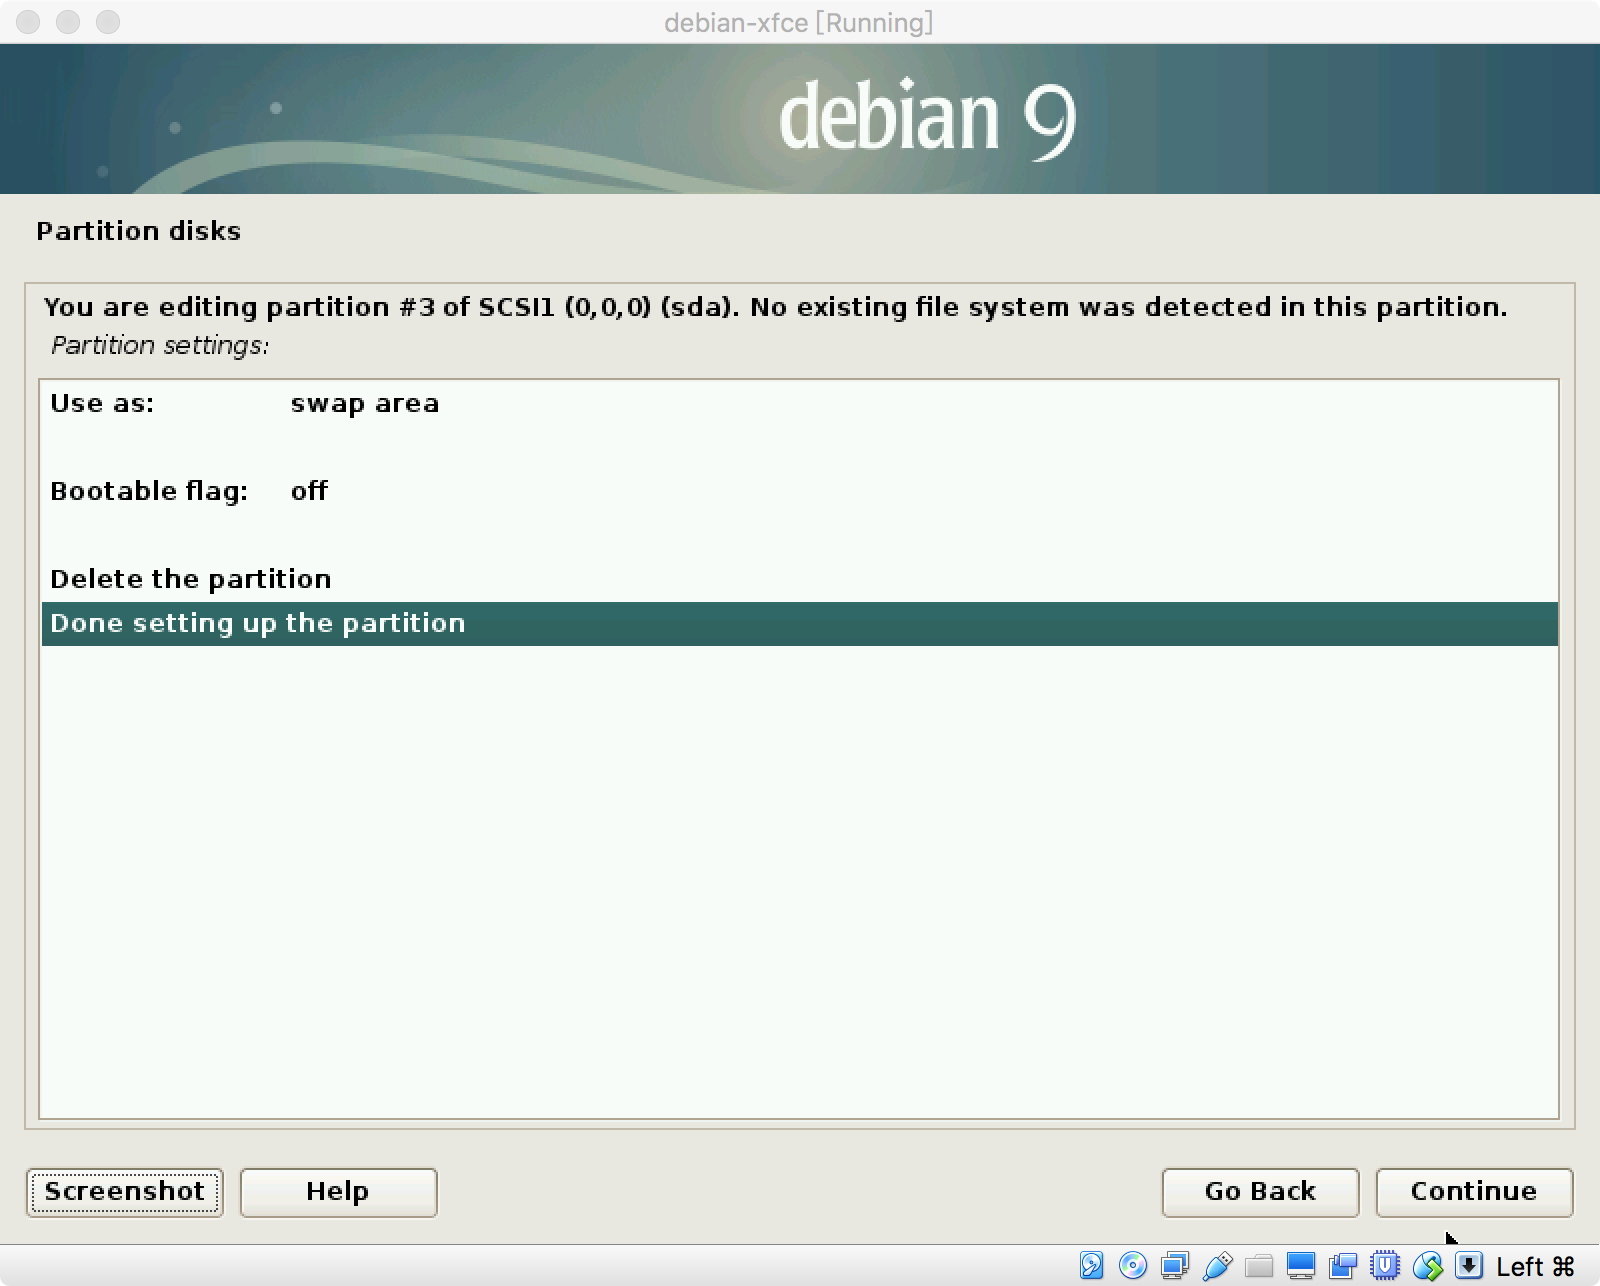 debian-xfce [Running]
debian 9
Partition disks
You are editing partition #3 of SCSI1 (0,0,0) (sda). No existing file system was detected in this partition.
Partition settings:
Use as: swap area
Bootable flag: off
Delete the partition
Done setting up the partition
Screenshot Help Go Back Continue
Left ⌘